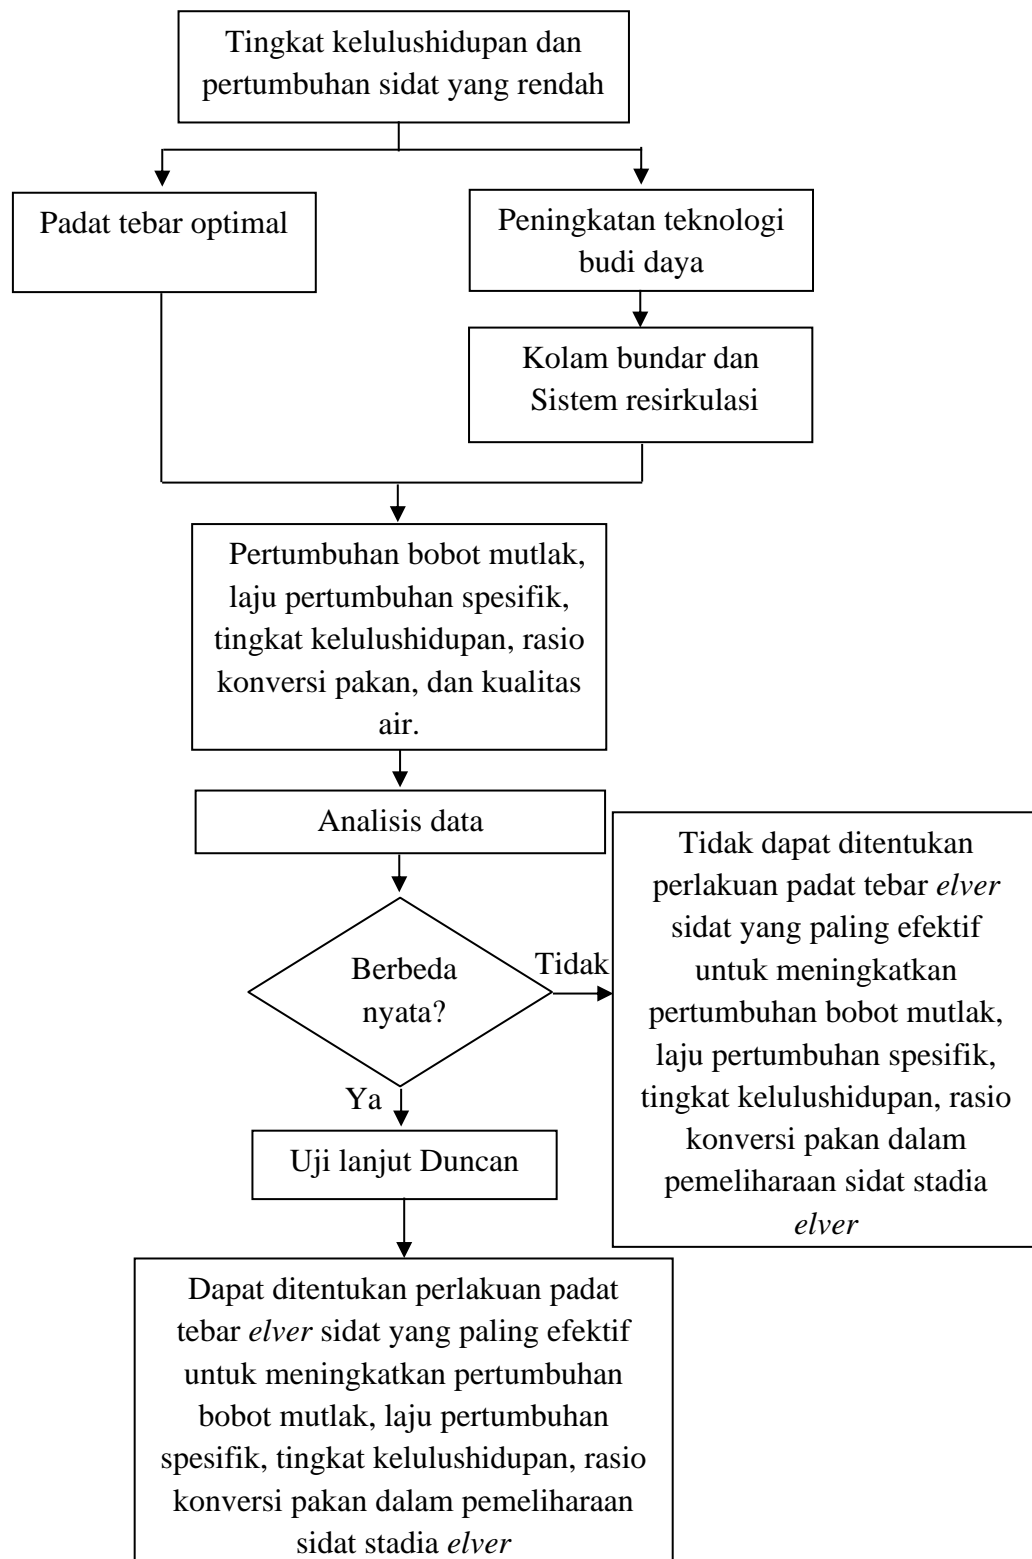 Tingkat kelulushidupan dan
pertumbuhan sidat yang rendah
Padat tebar optimal
Peningkatan teknologi
budi daya
Kolam bundar dan
Sistem resirkulasi
Pertumbuhan bobot mutlak,
laju pertumbuhan spesifik,
tingkat kelulushidupan, rasio
konversi pakan, dan kualitas
air.
Analisis data
Berbeda
nyata?
Tidak
Tidak dapat ditentukan
perlakuan padat tebar elver
sidat yang paling efektif
untuk meningkatkan
pertumbuhan bobot mutlak,
laju pertumbuhan spesifik,
tingkat kelulushidupan, rasio
konversi pakan dalam
pemeliharaan sidat stadia
elver
Ya
Uji lanjut Duncan
Dapat ditentukan perlakuan padat
tebar elver sidat yang paling efektif
untuk meningkatkan pertumbuhan
bobot mutlak, laju pertumbuhan
spesifik, tingkat kelulushidupan, rasio
konversi pakan dalam pemeliharaan
sidat stadia elver